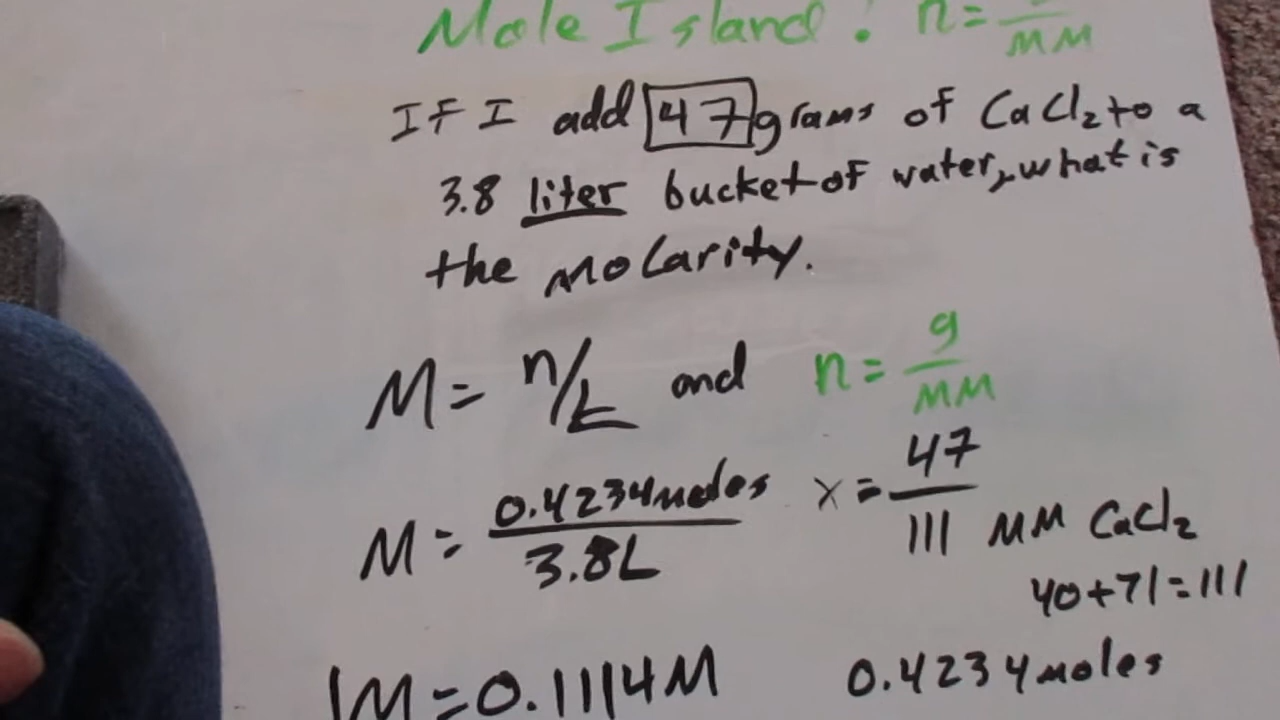 Mole Island: n= /MM
IF I add 47 grams of CaCl₂ to a
3.8 liter bucket of water, what is
the molarity.
M= n/L and n= g/MM
M= 0.4234 moles/3.8L x= 47/111 MM CaCl₂
40+71=111
M=0.1114M 0.4234 moles